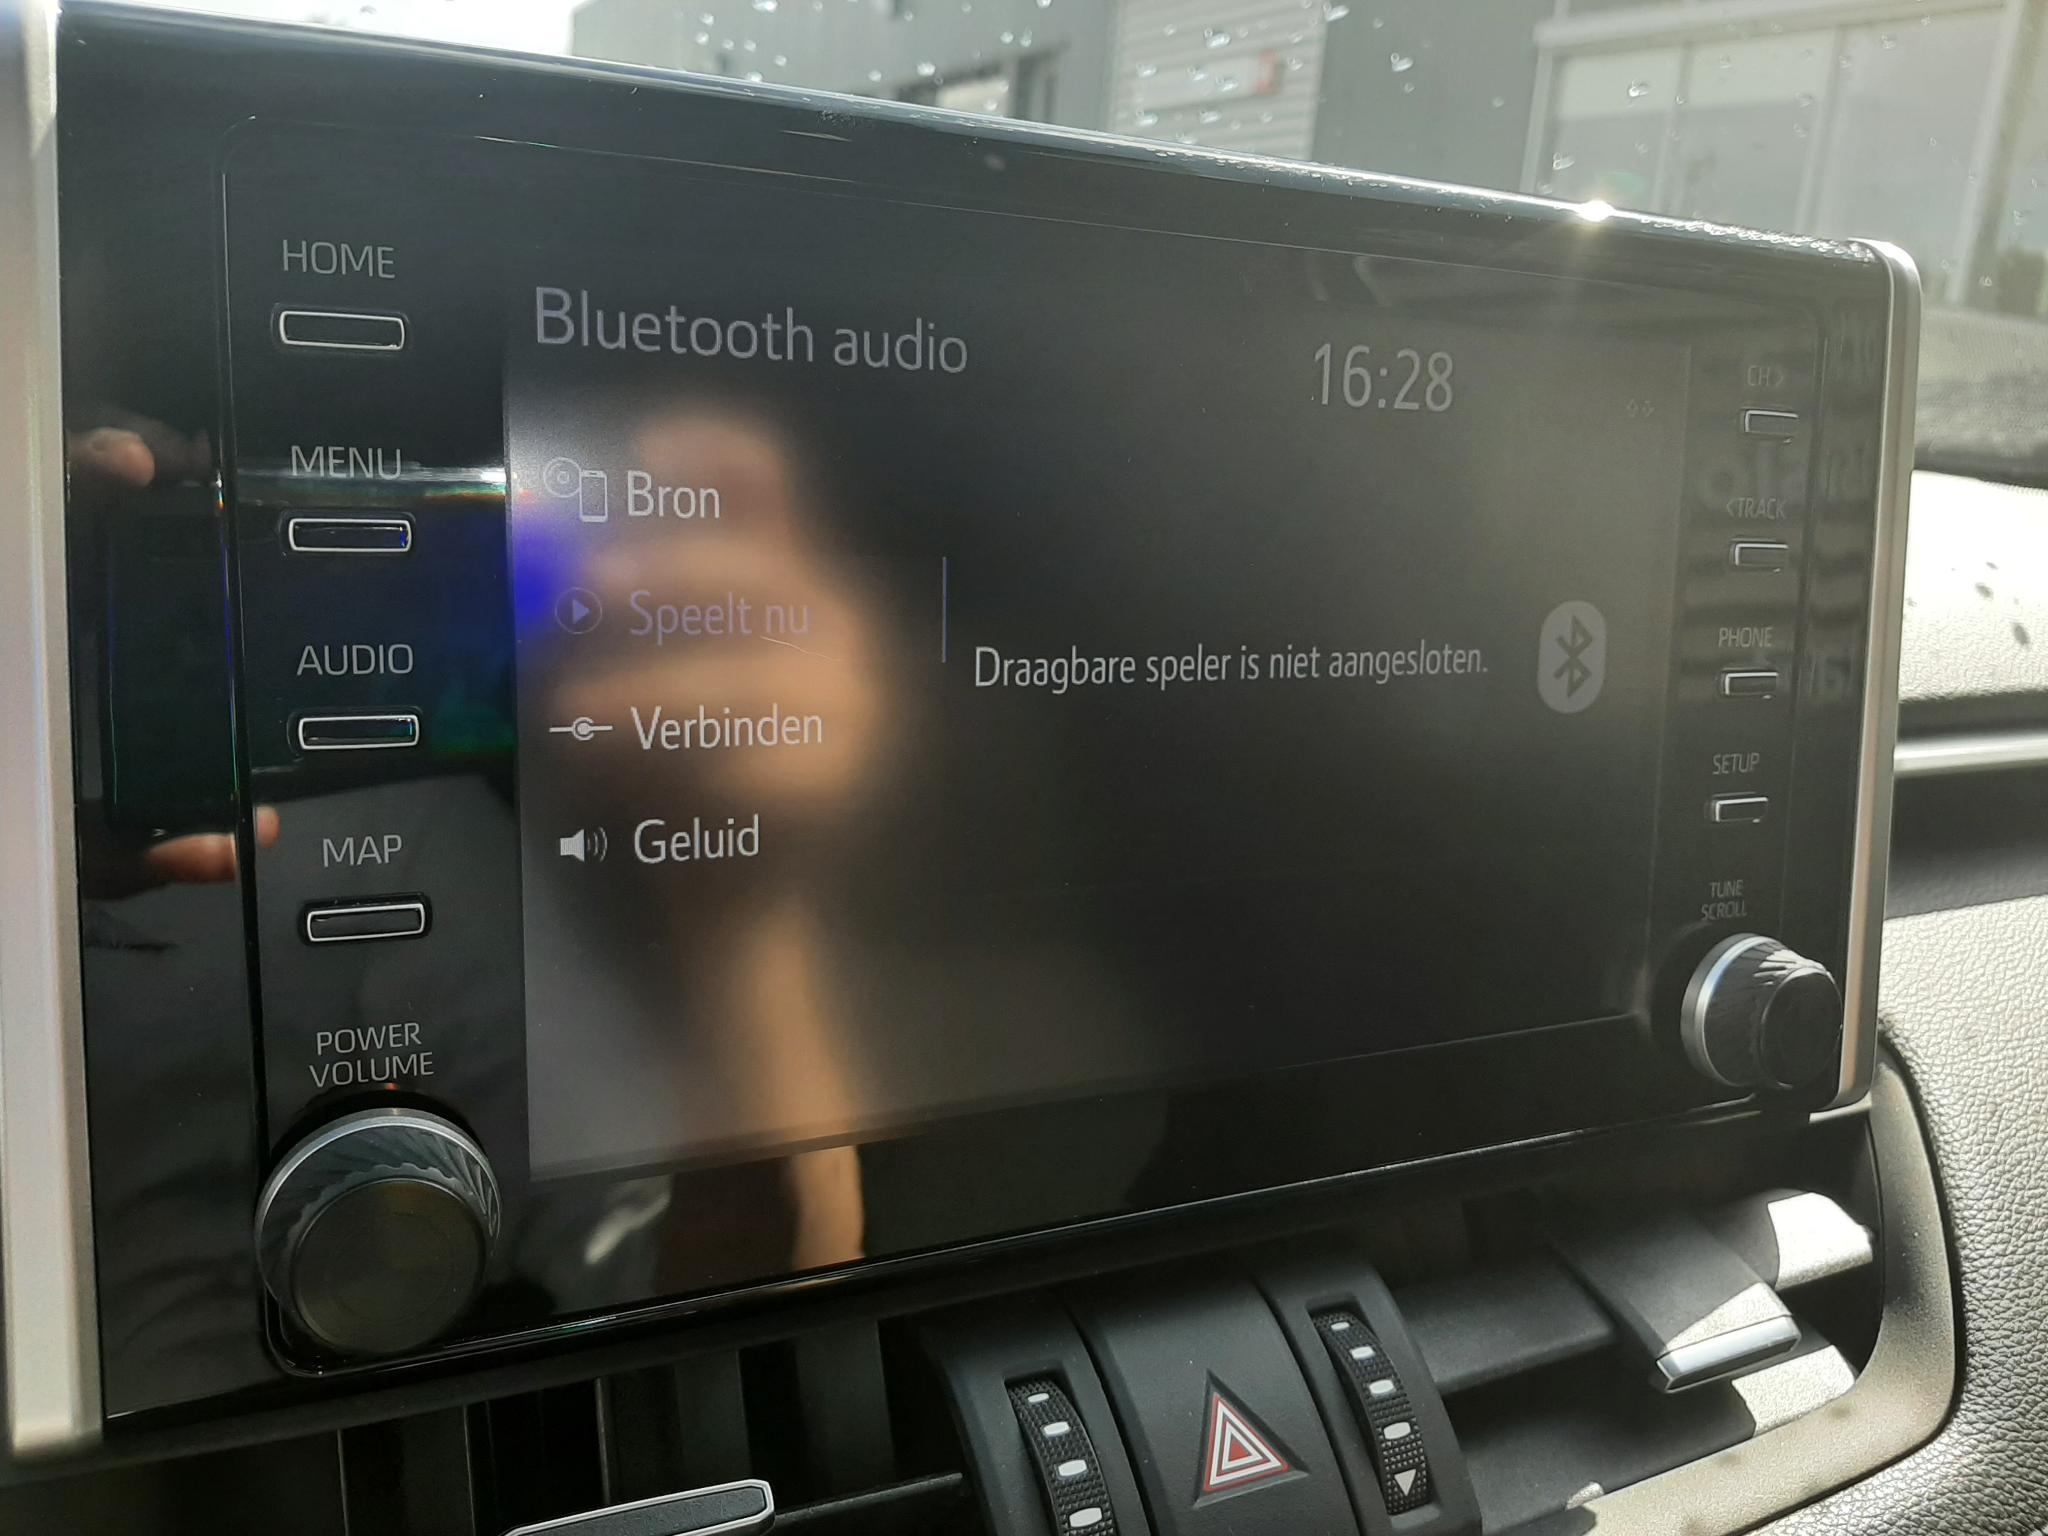 HOME
MENU
AUDIO
MAP
POWER
VOLUME
Bluetooth audio
16:28
Bron
Speelt nu
Verbinden
Geluid
Draagbare speler is niet aangesloten.
CH>
<TRACK
PHONE
SETUP
TUNE
SCROLL